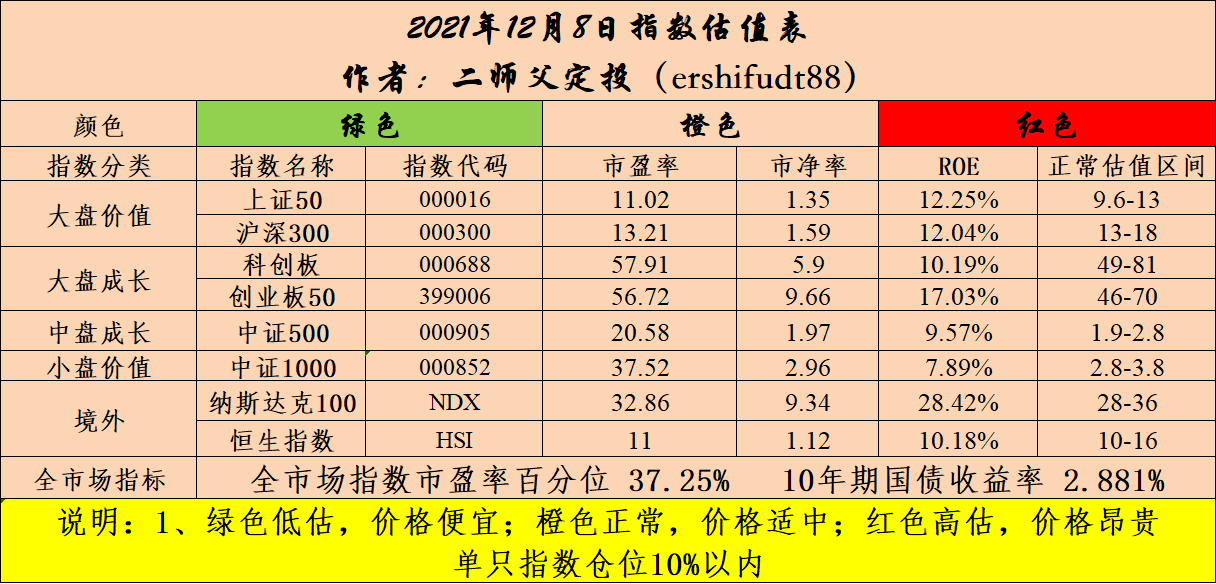 2021年12月8日指数估值表
作者：二师父定投（ershifudt88）
颜色 绿色 橙色 红色
指数分类 指数名称 指数代码 市盈率 市净率 ROE 正常估值区间
大盘价值 上证50 000016 11.02 1.35 12.25% 9.6-13
沪深300 000300 13.21 1.59 12.04% 13-18
大盘成长 科创板 000688 57.91 5.9 10.19% 49-81
创业板50 399006 56.72 9.66 17.03% 46-70
中盘成长 中证500 000905 20.58 1.97 9.57% 1.9-2.8
小盘价值 中证1000 000852 37.52 2.96 7.89% 2.8-3.8
境外 纳斯达克100 NDX 32.86 9.34 28.42% 28-36
恒生指数 HSI 11 1.12 10.18% 10-16
全市场指标 全市场指数市盈率百分位 37.25% 10年期国债收益率 2.881%
说明：1、绿色低估，价格便宜；橙色正常，价格适中；红色高估，价格昂贵
单只指数仓位10%以内